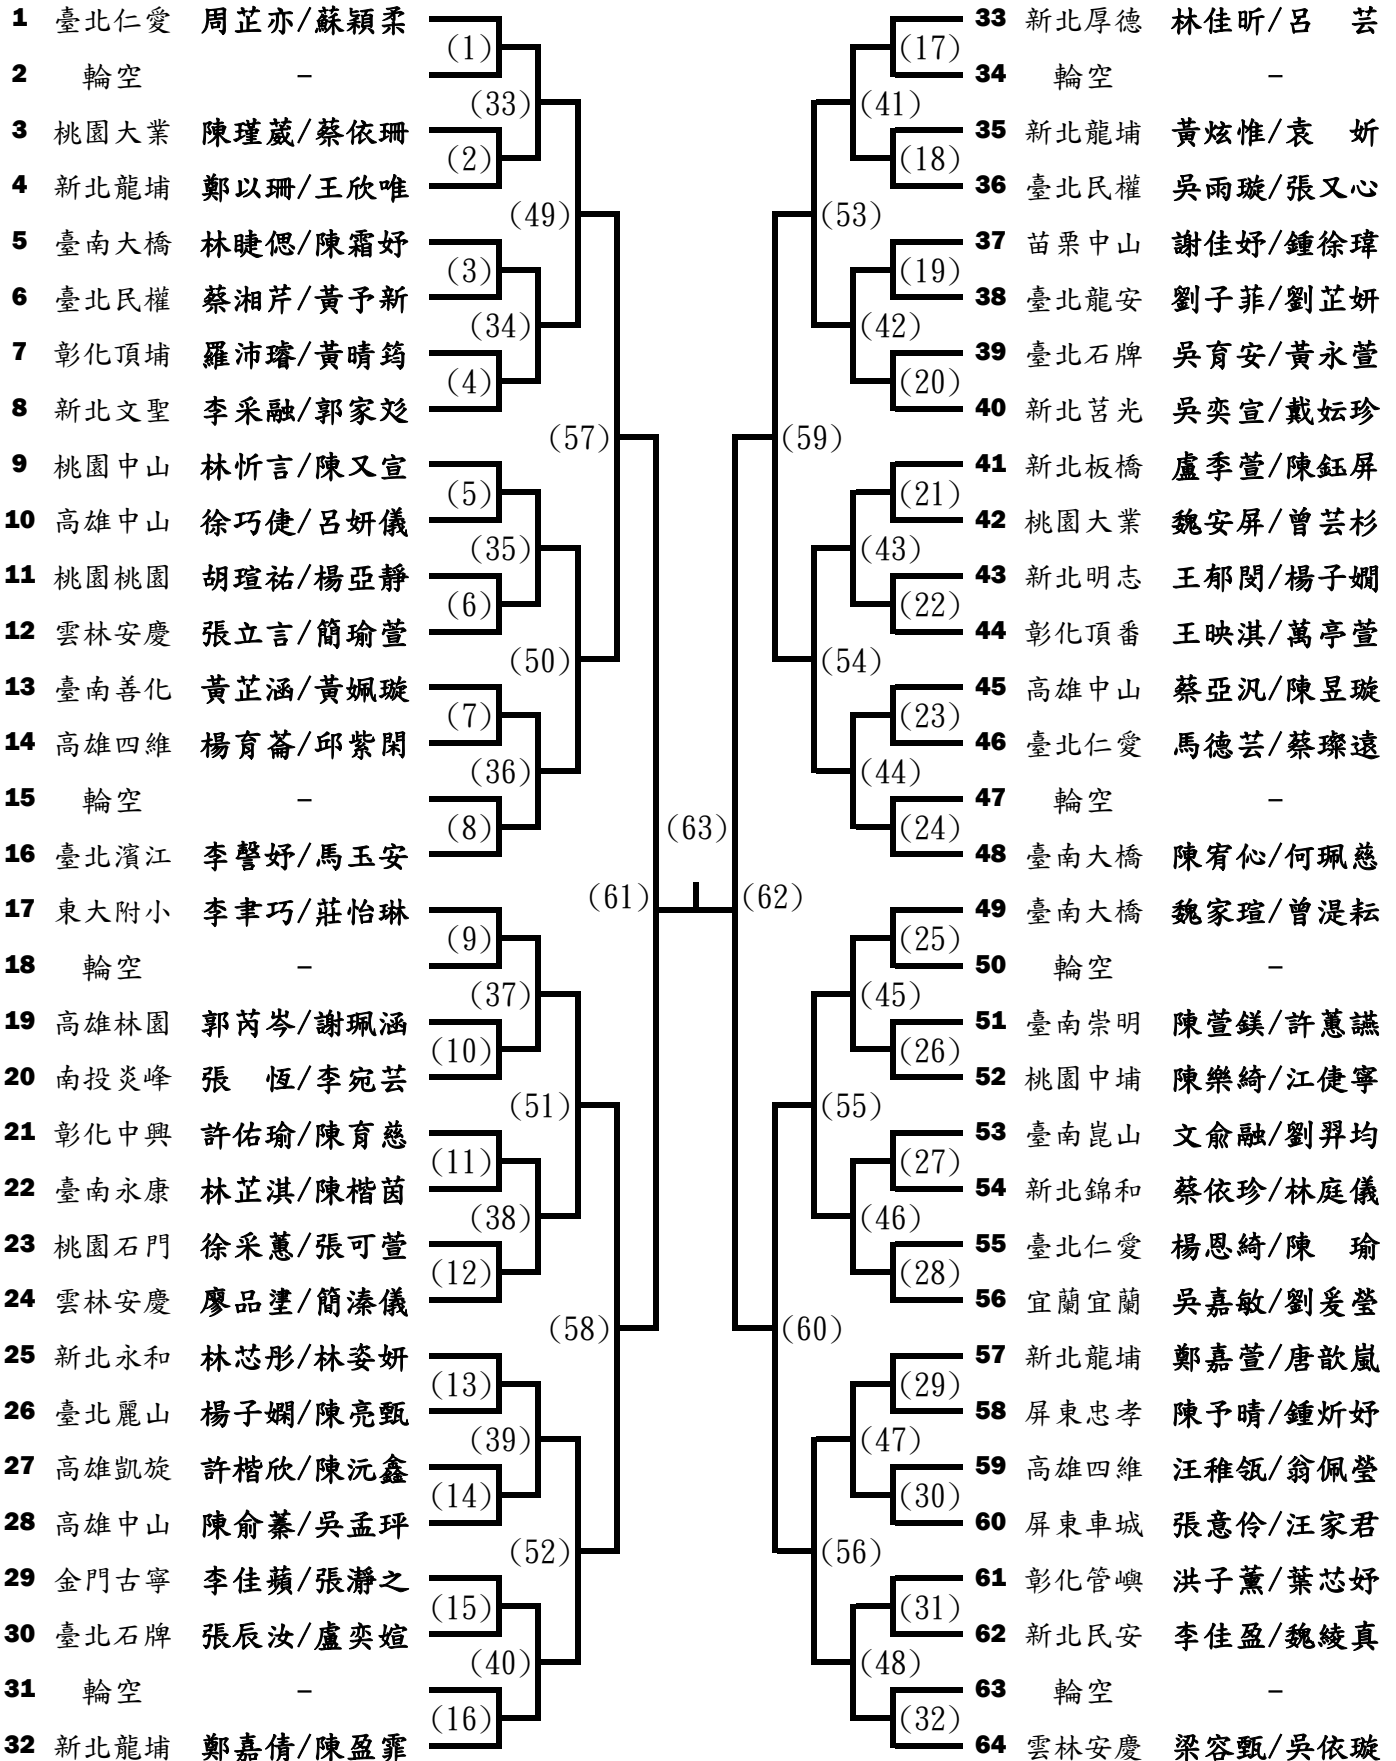 1 臺北仁愛 周芷亦/蘇穎柔
2 輪空 -
3 桃園大業 陳瑾葳/蔡依珊
4 新北龍埔 鄭以珊/王欣唯
5 臺南大橋 林睫偲/陳霜妤
6 臺北民權 蔡湘芹/黃予新
7 彰化頂埔 羅沛璿/黃晴筠
8 新北文聖 李采融/郭家彣
9 桃園中山 林忻言/陳又宣
10 高雄中山 徐巧倢/呂妍儀
11 桃園桃園 胡瑄祐/楊亞靜
12 雲林安慶 張立言/簡瑜萱
13 臺南善化 黃芷涵/黃姵璇
14 高雄四維 楊育菕/邱紫閑
15 輪空 -
16 臺北濱江 李謦妤/馬玉安
17 東大附小 李聿巧/莊怡琳
18 輪空 -
19 高雄林園 郭芮岑/謝珮涵
20 南投炎峰 張 恆/李宛芸
21 彰化中興 許佑瑜/陳育慈
22 臺南永康 林芷淇/陳楷茵
23 桃園石門 徐采蕙/張可萱
24 雲林安慶 廖品墐/簡溱儀
25 新北永和 林芯彤/林姿妍
26 臺北麗山 楊子嫻/陳亮甄
27 高雄凱旋 許楷欣/陳沅鑫
28 高雄中山 陳俞蓁/吳孟玶
29 金門古寧 李佳蘋/張瀞之
30 臺北石牌 張辰汝/盧奕媗
31 輪空 -
32 新北龍埔 鄭嘉倩/陳盈霏
(1)
(2)
(3)
(4)
(5)
(6)
(7)
(8)
(9)
(10)
(11)
(12)
(13)
(14)
(15)
(16)
(33)
(34)
(35)
(36)
(37)
(38)
(39)
(40)
(49)
(50)
(51)
(52)
(57)
(58)
(61)
(63)
(62)
(59)
(60)
(53)
(54)
(55)
(56)
(41)
(42)
(43)
(44)
(45)
(46)
(47)
(48)
(17)
(18)
(19)
(20)
(21)
(22)
(23)
(24)
(25)
(26)
(27)
(28)
(29)
(30)
(31)
(32)
33 新北厚德 林佳昕/呂 芸
34 輪空 -
35 新北龍埔 黃炫惟/袁 妡
36 臺北民權 吳雨璇/張又心
37 苗栗中山 謝佳妤/鍾徐瑋
38 臺北龍安 劉子菲/劉芷妍
39 臺北石牌 吳育安/黃永萱
40 新北莒光 吳奕宣/戴妘珍
41 新北板橋 盧季萱/陳鈺屏
42 桃園大業 魏安屏/曾芸杉
43 新北明志 王郁閔/楊子嫺
44 彰化頂番 王映淇/萬亭萱
45 高雄中山 蔡亞汎/陳昱璇
46 臺北仁愛 馬德芸/蔡璨遠
47 輪空 -
48 臺南大橋 陳宥伈/何珮慈
49 臺南大橋 魏家瑄/曾湜耘
50 輪空 -
51 臺南崇明 陳萱鎂/許蕙讌
52 桃園中埔 陳樂綺/江倢寧
53 臺南崑山 文俞融/劉羿均
54 新北錦和 蔡依珍/林庭儀
55 臺北仁愛 楊恩綺/陳 瑜
56 宜蘭宜蘭 吳嘉敏/劉爰瑩
57 新北龍埔 鄭嘉萱/唐歆嵐
58 屏東忠孝 陳予晴/鍾炘妤
59 高雄四維 汪稚瓴/翁佩瑩
60 屏東車城 張意伶/汪家君
61 彰化管嶼 洪子薰/葉芯妤
62 新北民安 李佳盈/魏綾真
63 輪空 -
64 雲林安慶 梁容甄/吳依璇